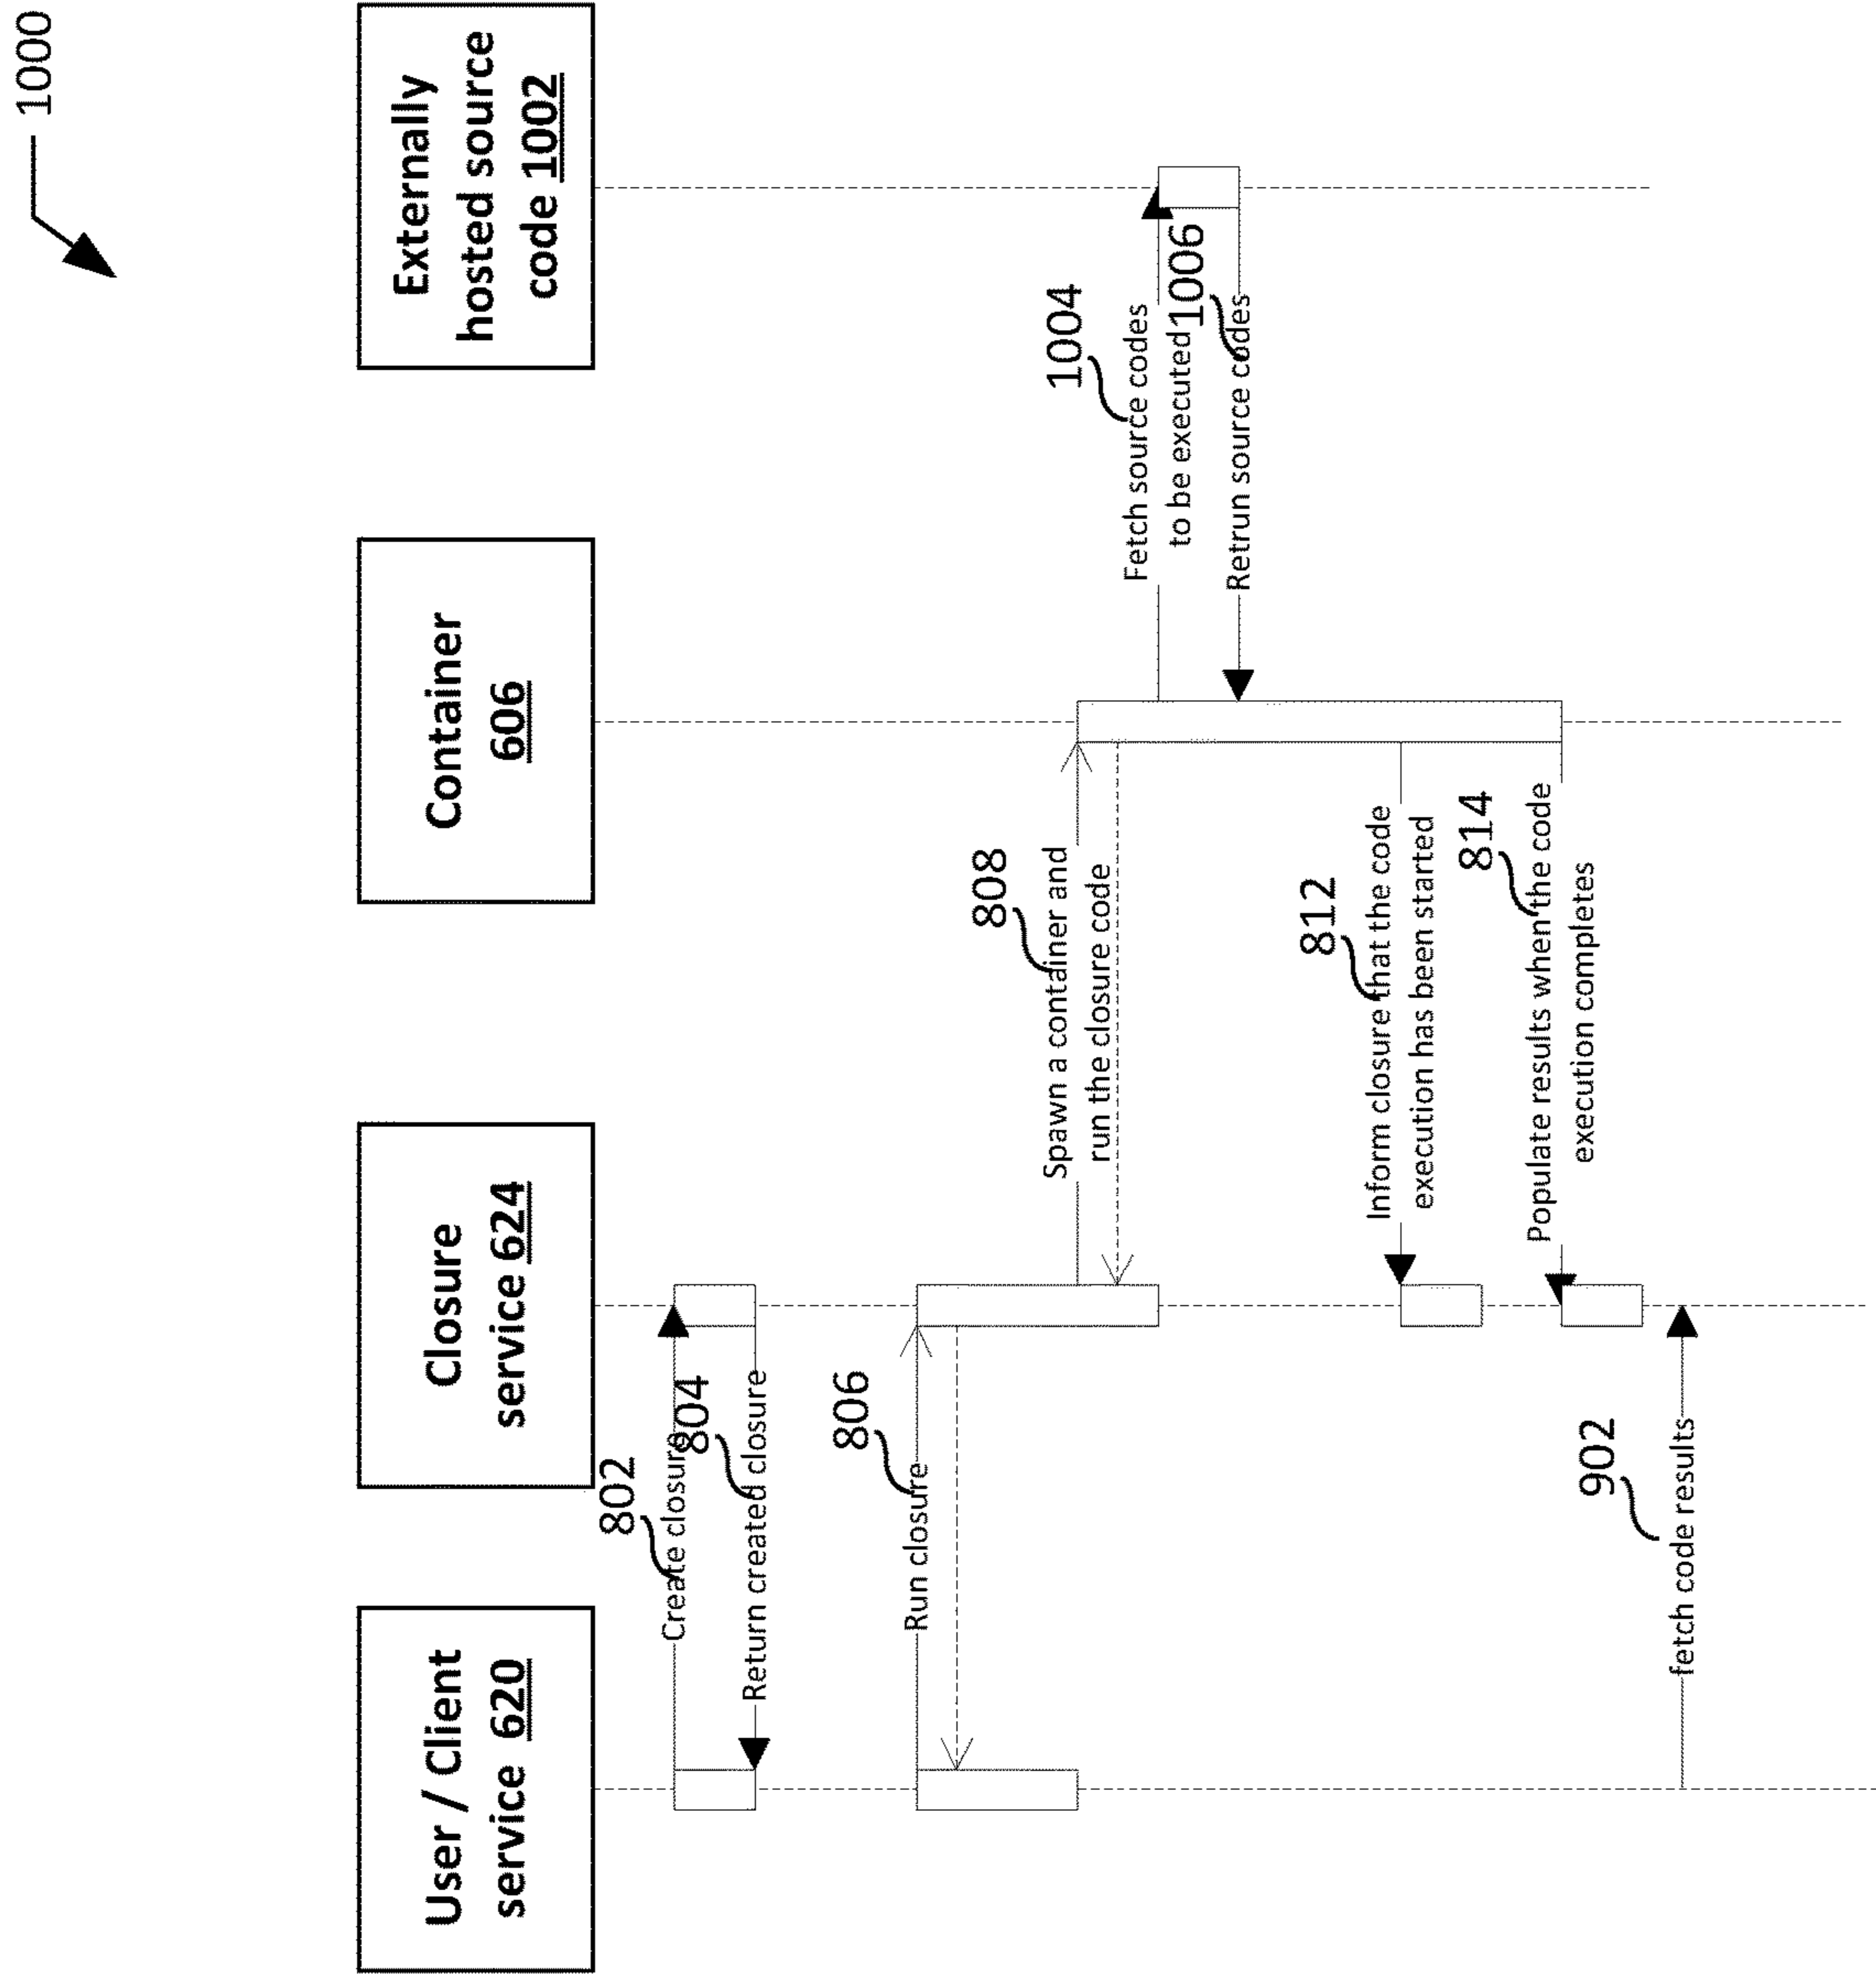 1000
User / Client
service 620
Closure
service 624
Container
606
Externally
hosted source
code 1002
802
Create closure
804
Return created closure
806
Run closure
808
Spawn a container and
run the closure code
1004
Fetch source codes
to be executed
1006
Retrun source codes
812
Inform closure that the code
execution has been started
814
Populate results when the code
execution completes
902
fetch code results